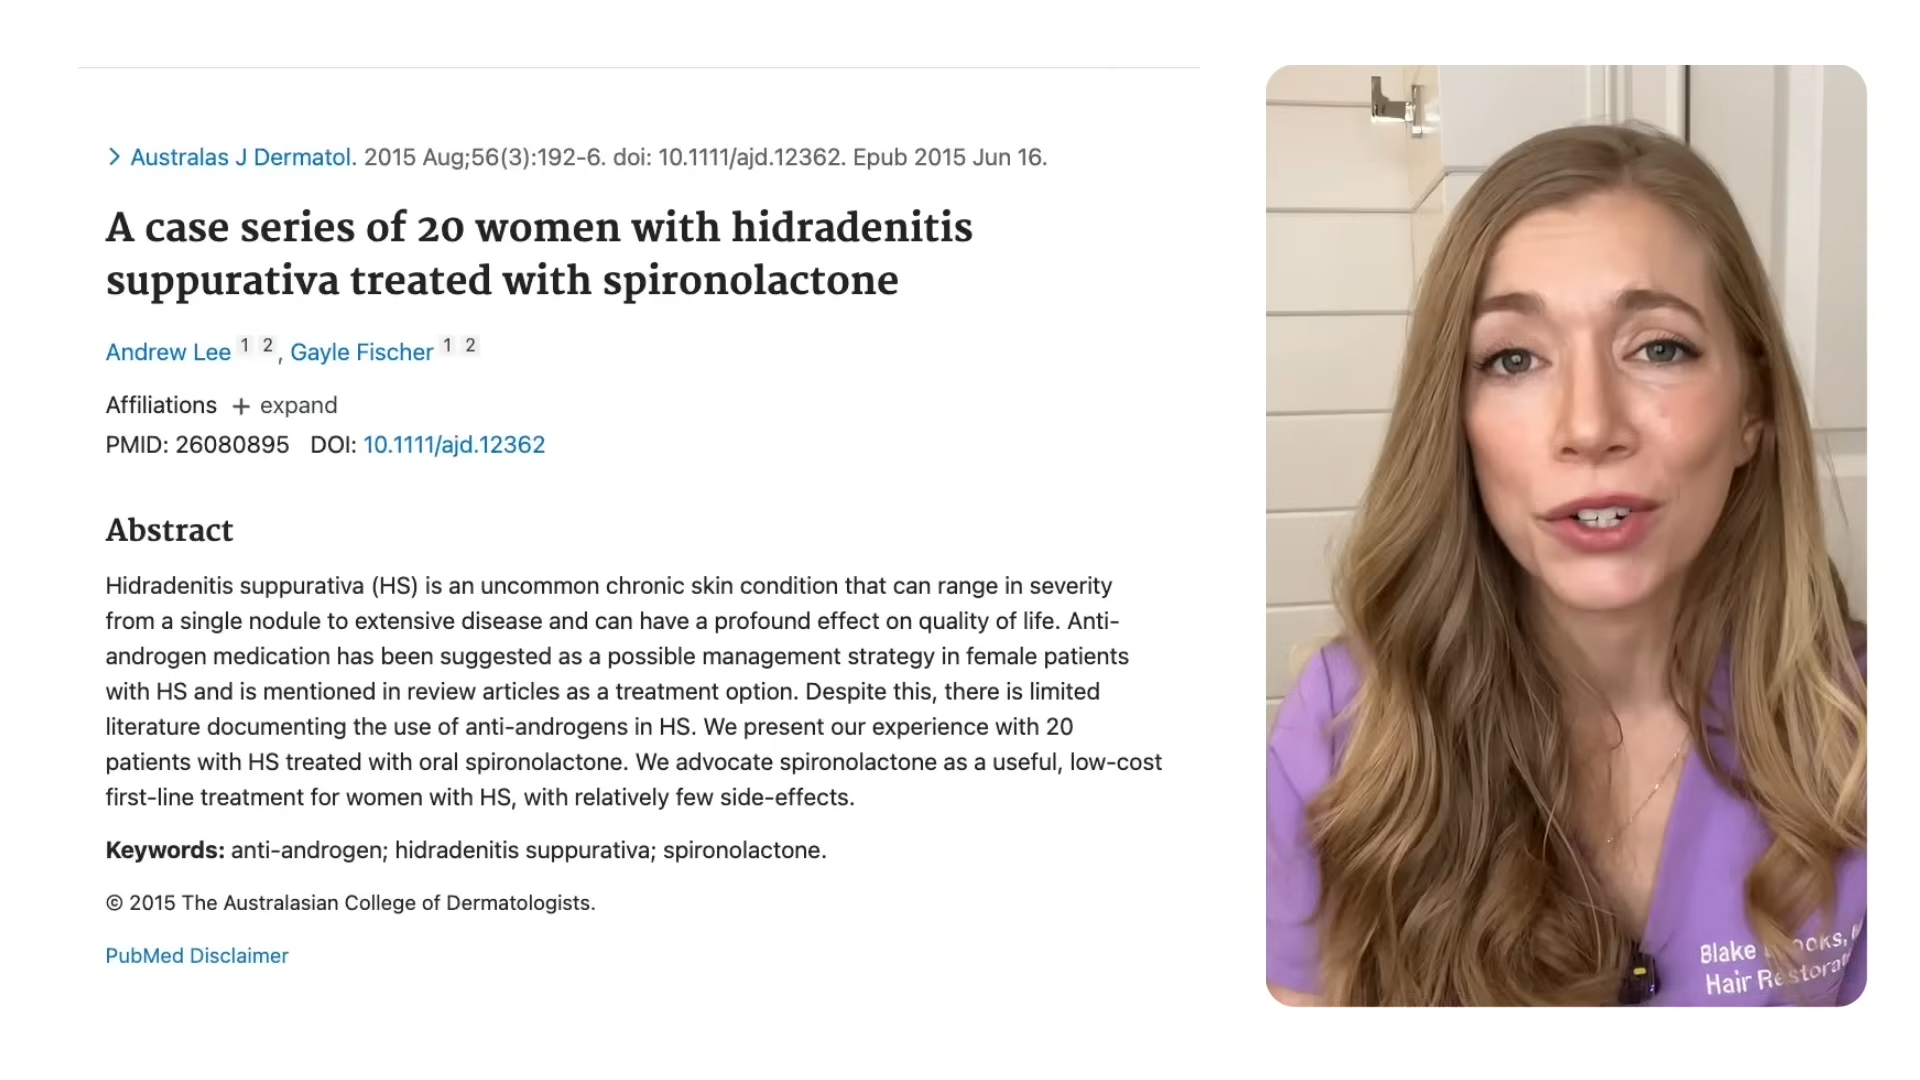 Australas J Dermatol. 2015 Aug;56(3):192-6. doi: 10.1111/ajd.12362. Epub 2015 Jun 16.
A case series of 20 women with hidradenitis
suppurativa treated with spironolactone
Andrew Lee 1 2, Gayle Fischer 1 2
Affiliations + expand
PMID: 26080895 DOI: 10.1111/ajd.12362
Abstract
Hidradenitis suppurativa (HS) is an uncommon chronic skin condition that can range in severity
from a single nodule to extensive disease and can have a profound effect on quality of life. Anti-
androgen medication has been suggested as a possible management strategy in female patients
with HS and is mentioned in review articles as a treatment option. Despite this, there is limited
literature documenting the use of anti-androgens in HS. We present our experience with 20
patients with HS treated with oral spironolactone. We advocate spironolactone as a useful, low-cost
first-line treatment for women with HS, with relatively few side-effects.
Keywords: anti-androgen; hidradenitis suppurativa; spironolactone.
© 2015 The Australasian College of Dermatologists.
PubMed Disclaimer
Blake
Hair